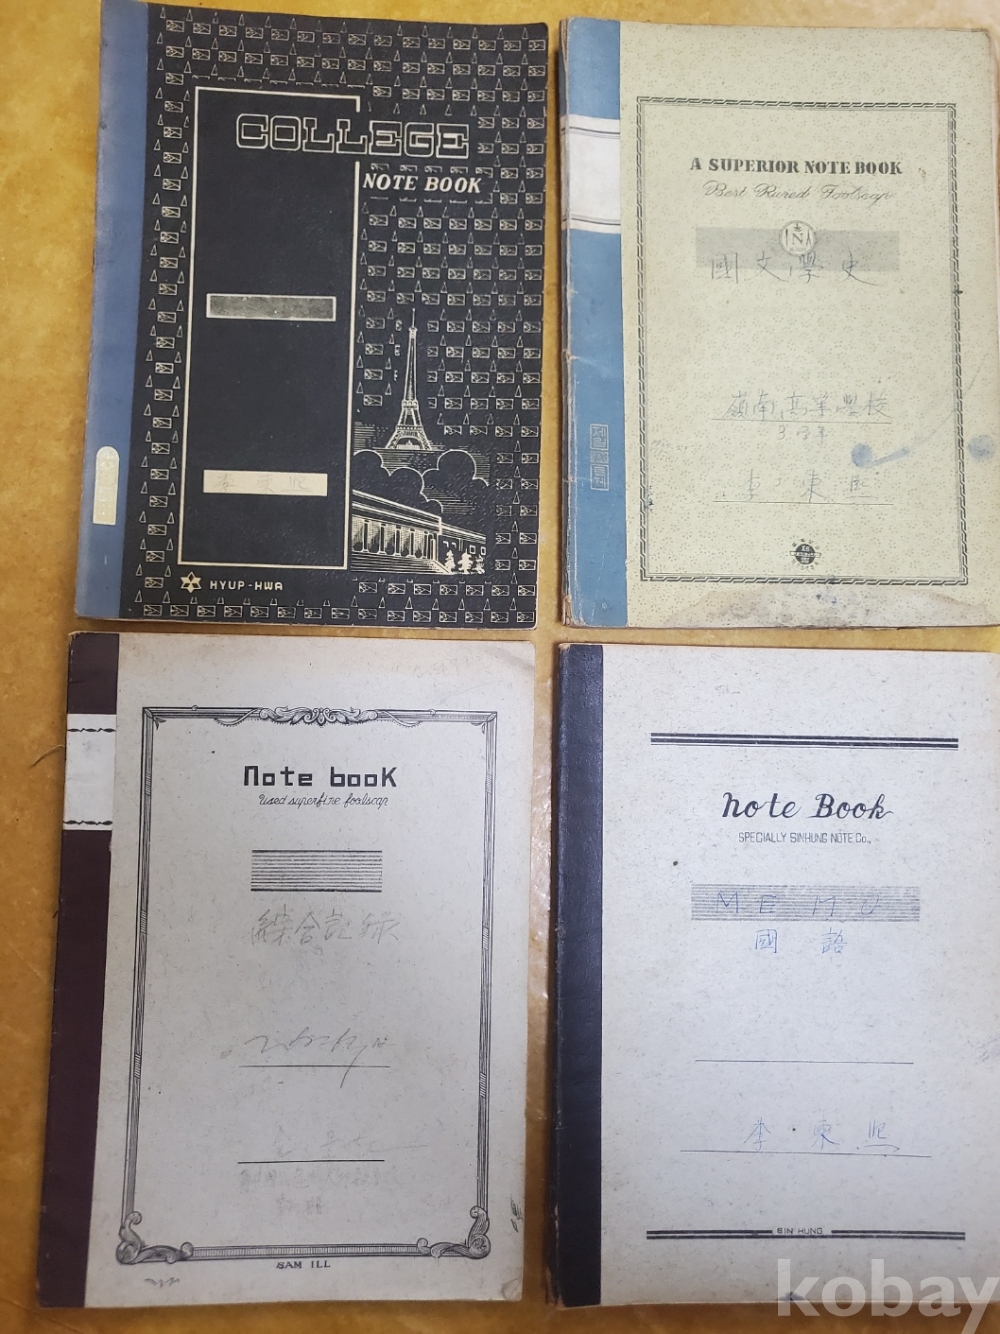 COLLEGE
NOTE BOOK
李東熙
HYUP-HWA
A SUPERIOR NOTE BOOK
Best Rured Foolscap
N
國文學史
嶺南高等學校
3学年
李東熙
Note book
Used superfine foolscap
綜合記錄
SAM ILL
Note Book
SPECIALLY SINHUNG NOTE Co.,
MEMO
國語
李東熙
SIN HUNG
kobay